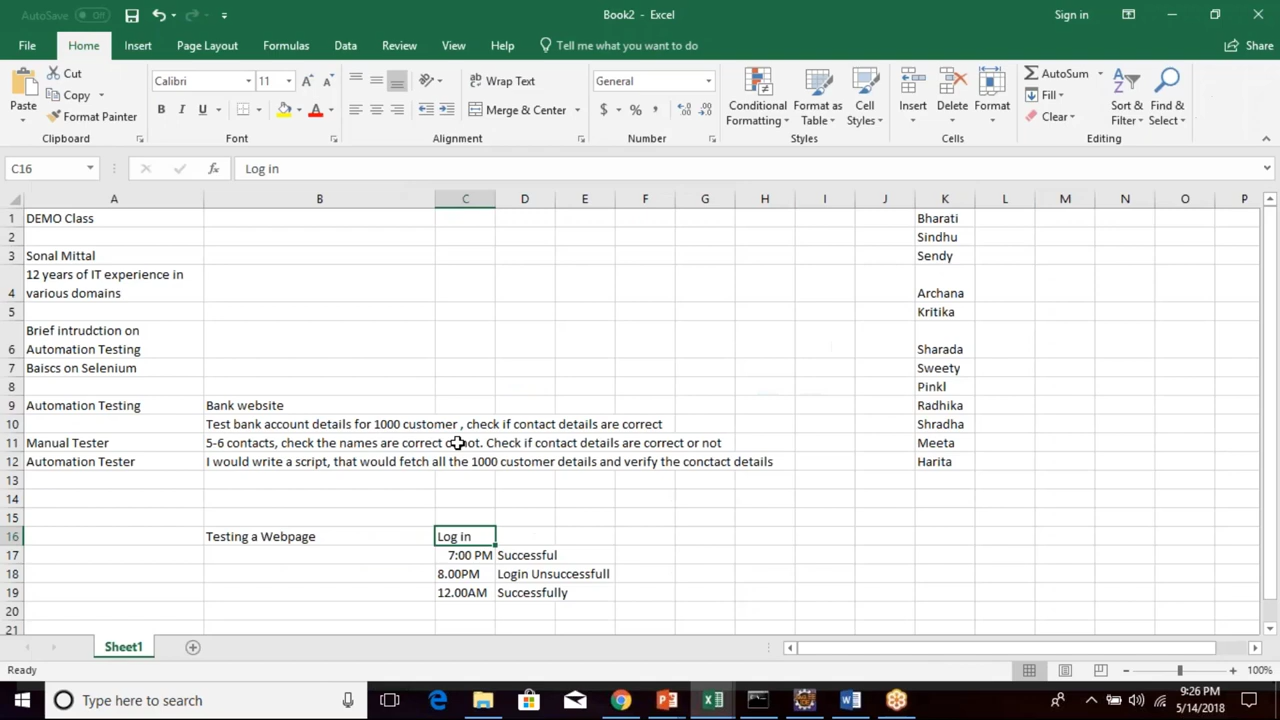 AutoSave Off
Book2 - Excel
Sign in
File Home Insert Page Layout Formulas Data Review View Help Tell me what you want to do Share
Paste
Cut
Copy
Format Painter
Calibri 11
B I U
Wrap Text
Merge & Center
General
$ % ,
Conditional Formatting
Format as Table
Cell Styles
Insert
Delete
Format
AutoSum
Fill
Clear
Sort & Filter
Find & Select
Clipboard Font Alignment Number Styles Cells Editing
C16 fx Log in
A B C D E F G H I J K L M N O P
1 DEMO Class Bharati
2 Sindhu
3 Sonal Mittal Sendy
12 years of IT experience in
4 various domains Archana
5 Kritika
Brief intrudction on
6 Automation Testing Sharada
7 Baiscs on Selenium Sweety
8 Pinkl
9 Automation Testing Bank website Radhika
10 Test bank account details for 1000 customer , check if contact details are correct Shradha
11 Manual Tester 5-6 contacts, check the names are correct or not. Check if contact details are correct or not Meeta
12 Automation Tester I would write a script, that would fetch all the 1000 customer details and verify the conctact details Harita
13
14
15
16 Testing a Webpage Log in
17 7:00 PM Successful
18 8.00PM Login Unsuccessfull
19 12.00AM Successfully
20
21
Sheet1
Ready 100%
Type here to search
9:26 PM
5/14/2018